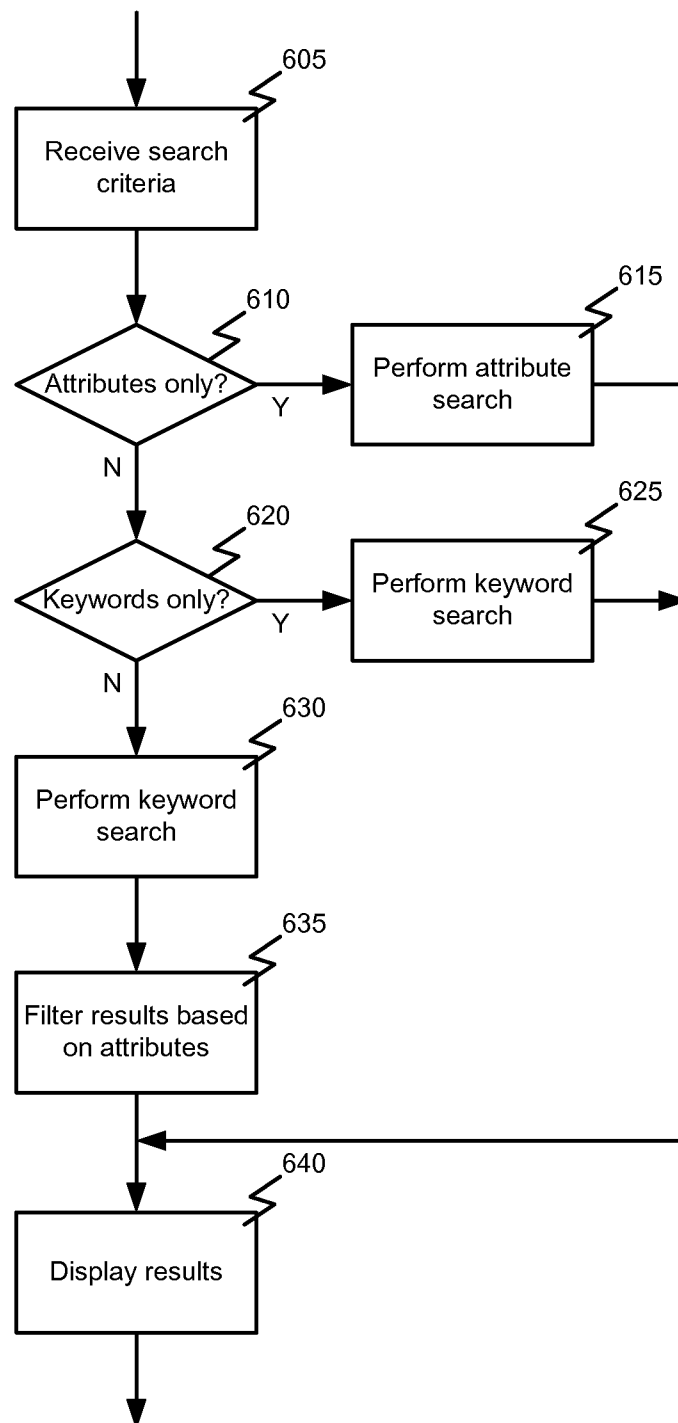 605
Receive search
criteria
610
Attributes only?
Y
N
615
Perform attribute
search
620
Keywords only?
Y
N
625
Perform keyword
search
630
Perform keyword
search
635
Filter results based
on attributes
640
Display results